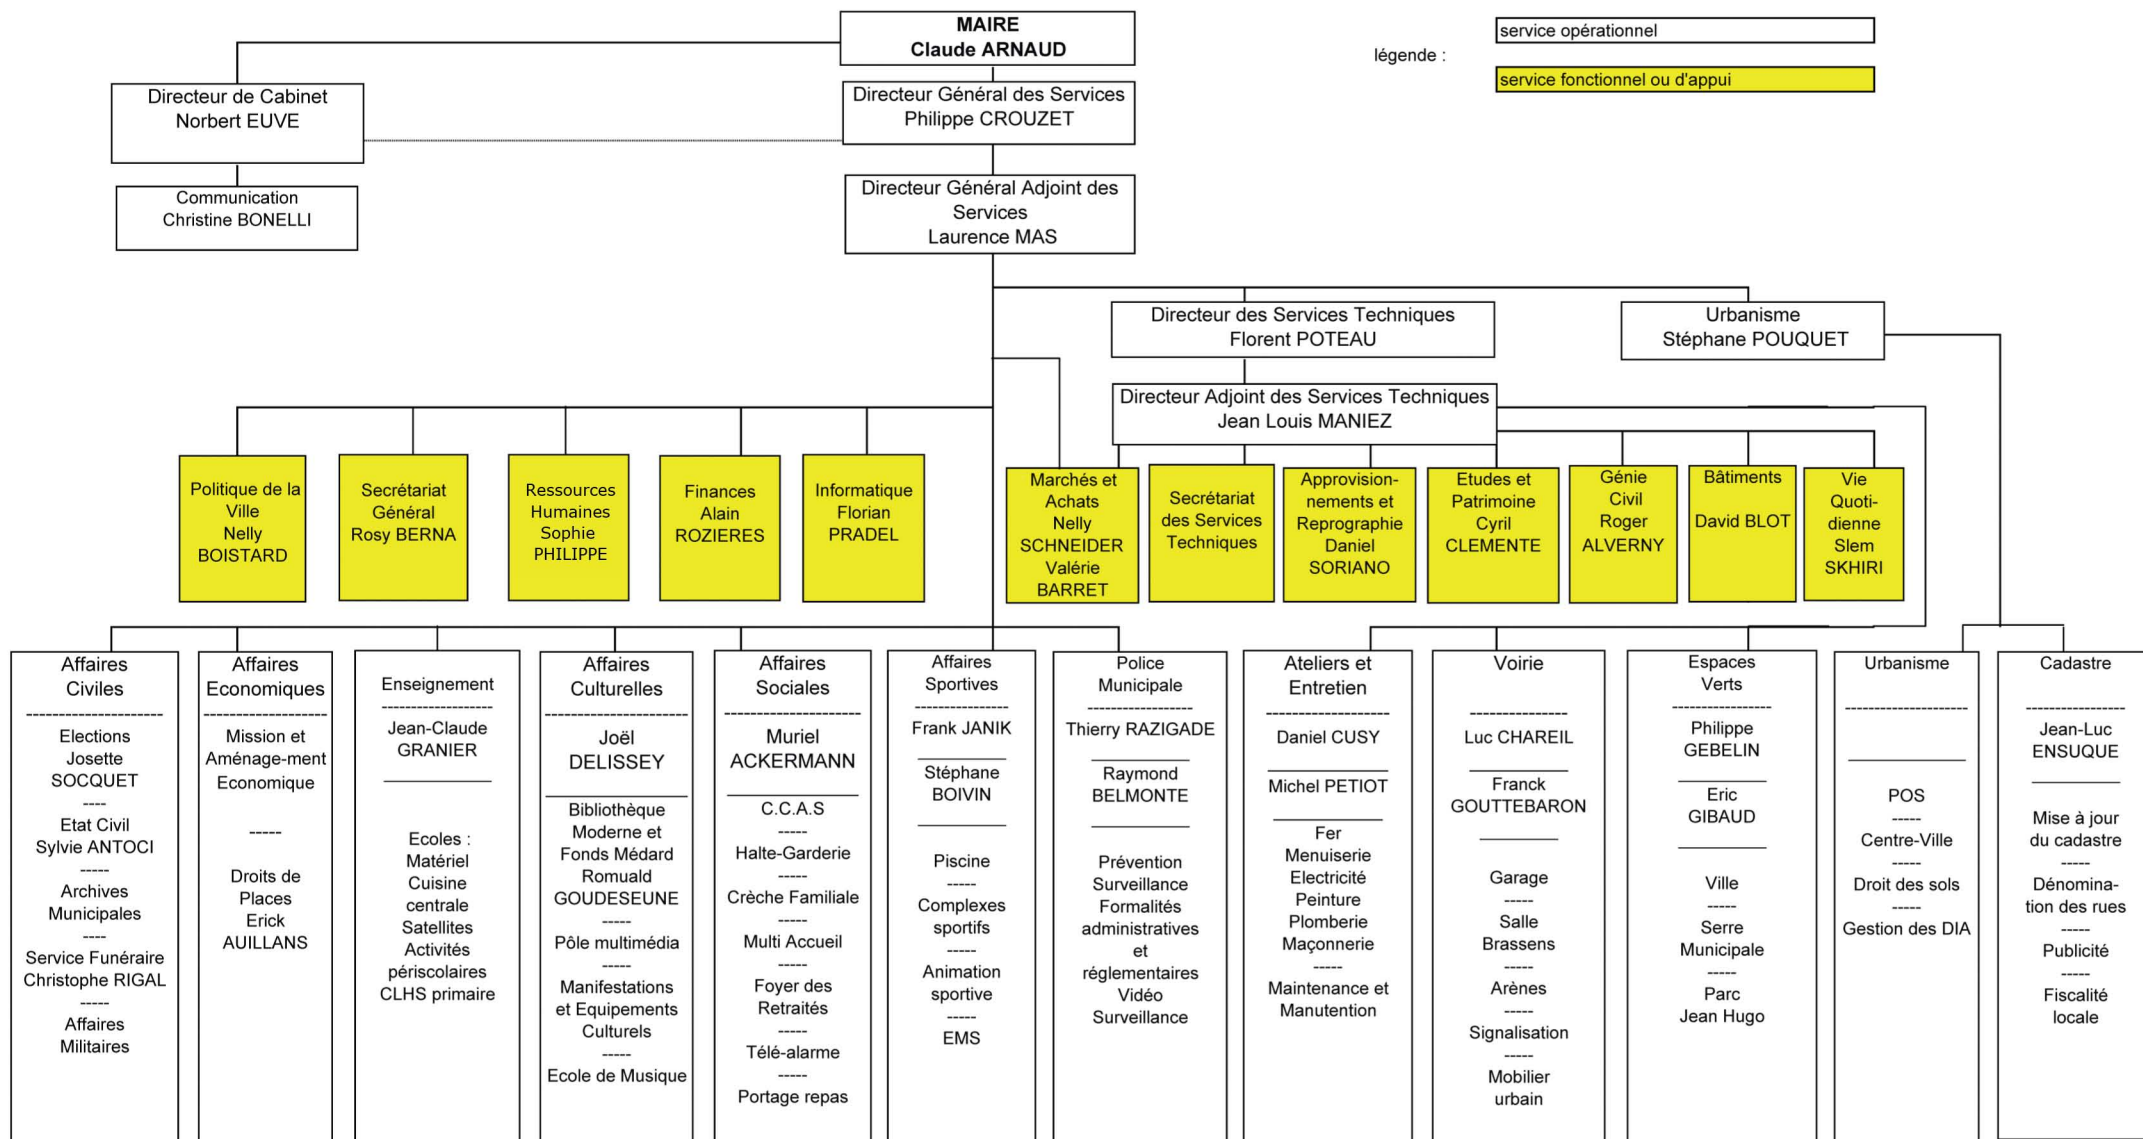 MAIRE
Claude ARNAUD
légende :
service opérationnel
service fonctionnel ou d'appui
Directeur de Cabinet
Norbert EUVE
Directeur Général des Services
Philippe CROUZET
Communication
Christine BONELLI
Directeur Général Adjoint des
Services
Laurence MAS
Directeur des Services Techniques
Florent POTEAU
Urbanisme
Stéphane POUQUET
Directeur Adjoint des Services Techniques
Jean Louis MANIEZ
Politique de la
Ville
Nelly
BOISTARD
Secrétariat
Général
Rosy BERNA
Ressources
Humaines
Sophie
PHILIPPE
Finances
Alain
ROZIERES
Informatique
Florian
PRADEL
Marchés et
Achats
Nelly
SCHNEIDER
Valérie
BARRET
Secrétariat
des Services
Techniques
Approvision-
nements et
Reprographie
Daniel
SORIANO
Etudes et
Patrimoine
Cyril
CLEMENTE
Génie
Civil
Roger
ALVERNY
Bâtiments
David BLOT
Vie
Quoti-
dienne
Slem
SKHIRI
Affaires
Civiles
----------------------
Elections
Josette
SOCQUET
----
Etat Civil
Sylvie ANTOCI
-----
Archives
Municipales
----
Service Funéraire
Christophe RIGAL
-----
Affaires
Militaires
Affaires
Economiques
--------------------
Mission et
Aménage-ment
Economique
-----
Droits de
Places
Erick
AUILLANS
Enseignement
------------------
Jean-Claude
GRANIER
Ecoles :
Matériel
Cuisine
centrale
Satellites
Activités
périscolaires
CLHS primaire
Affaires
Culturelles
-----------------------
Joël
DELISSEY
Bibliothèque
Moderne et
Fonds Médard
Romuald
GOUDESEUNE
-----
Pôle multimédia
-----
Manifestations
et Equipements
Culturels
-----
Ecole de Musique
Affaires
Sociales
----------------------
Muriel
ACKERMANN
C.C.A.S
-----
Halte-Garderie
-----
Crèche Familiale
-----
Multi Accueil
-----
Foyer des
Retraités
-----
Télé-alarme
-----
Portage repas
Affaires
Sportives
----------------
Frank JANIK
Stéphane
BOIVIN
Piscine
-----
Complexes
sportifs
-----
Animation
sportive
-----
EMS
Police
Municipale
------------------
Thierry RAZIGADE
Raymond
BELMONTE
Prévention
Surveillance
Formalités
administratives
et
réglementaires
Vidéo
Surveillance
Ateliers et
Entretien
--------------------
Daniel CUSY
Michel PETIOT
Fer
Menuiserie
Electricité
Peinture
Plomberie
Maçonnerie
-----
Maintenance et
Manutention
Voirie
----------------
Luc CHAREIL
Franck
GOUTTEBARON
Garage
-----
Salle
Brassens
-----
Arènes
-----
Signalisation
-----
Mobilier
urbain
Espaces
Verts
----------------
Philippe
GEBELIN
Eric
GIBAUD
Ville
-----
Serre
Municipale
-----
Parc
Jean Hugo
Urbanisme
--------------------
POS
-----
Centre-Ville
-----
Droit des sols
-----
Gestion des DIA
Cadastre
----------------
Jean-Luc
ENSUQUE
Mise à jour
du cadastre
-----
Dénomina-
tion des rues
-----
Publicité
-----
Fiscalité
locale